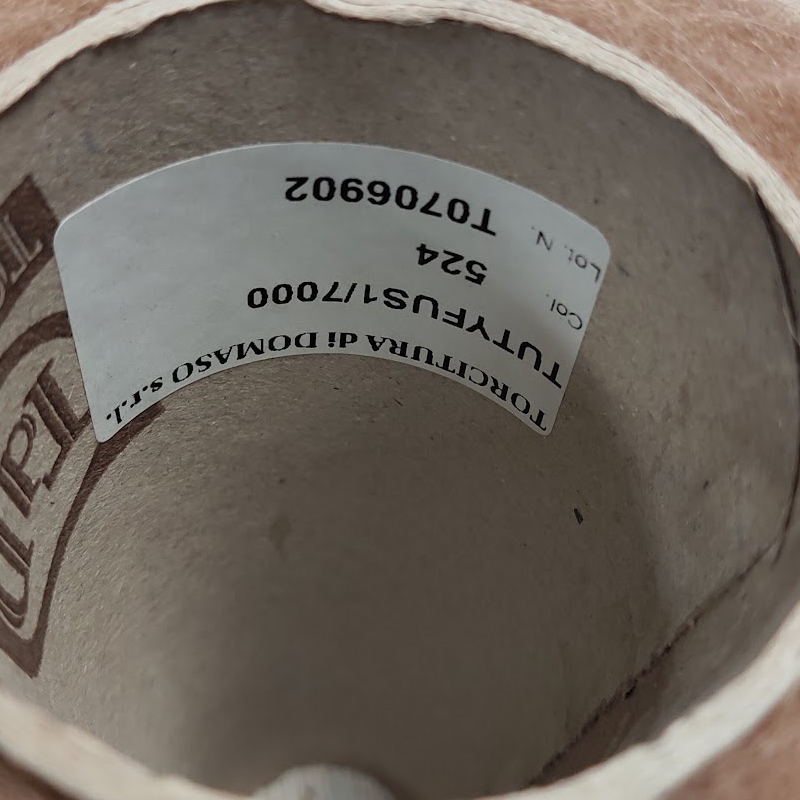 TORCITURA di DOMASO s.r.l.
TUTYFUS1/7000
Col. 524
Lot. N. T0706902